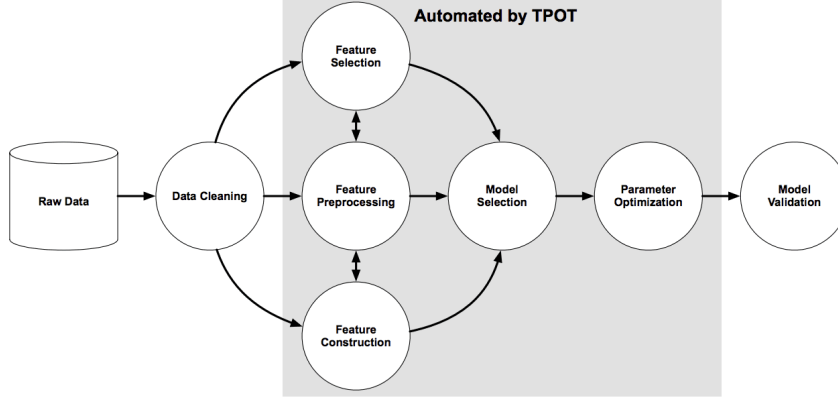 Automated by TPOT
Feature
Selection
Raw Data
Data Cleaning
Feature
Preprocessing
Model
Selection
Parameter
Optimization
Model
Validation
Feature
Construction